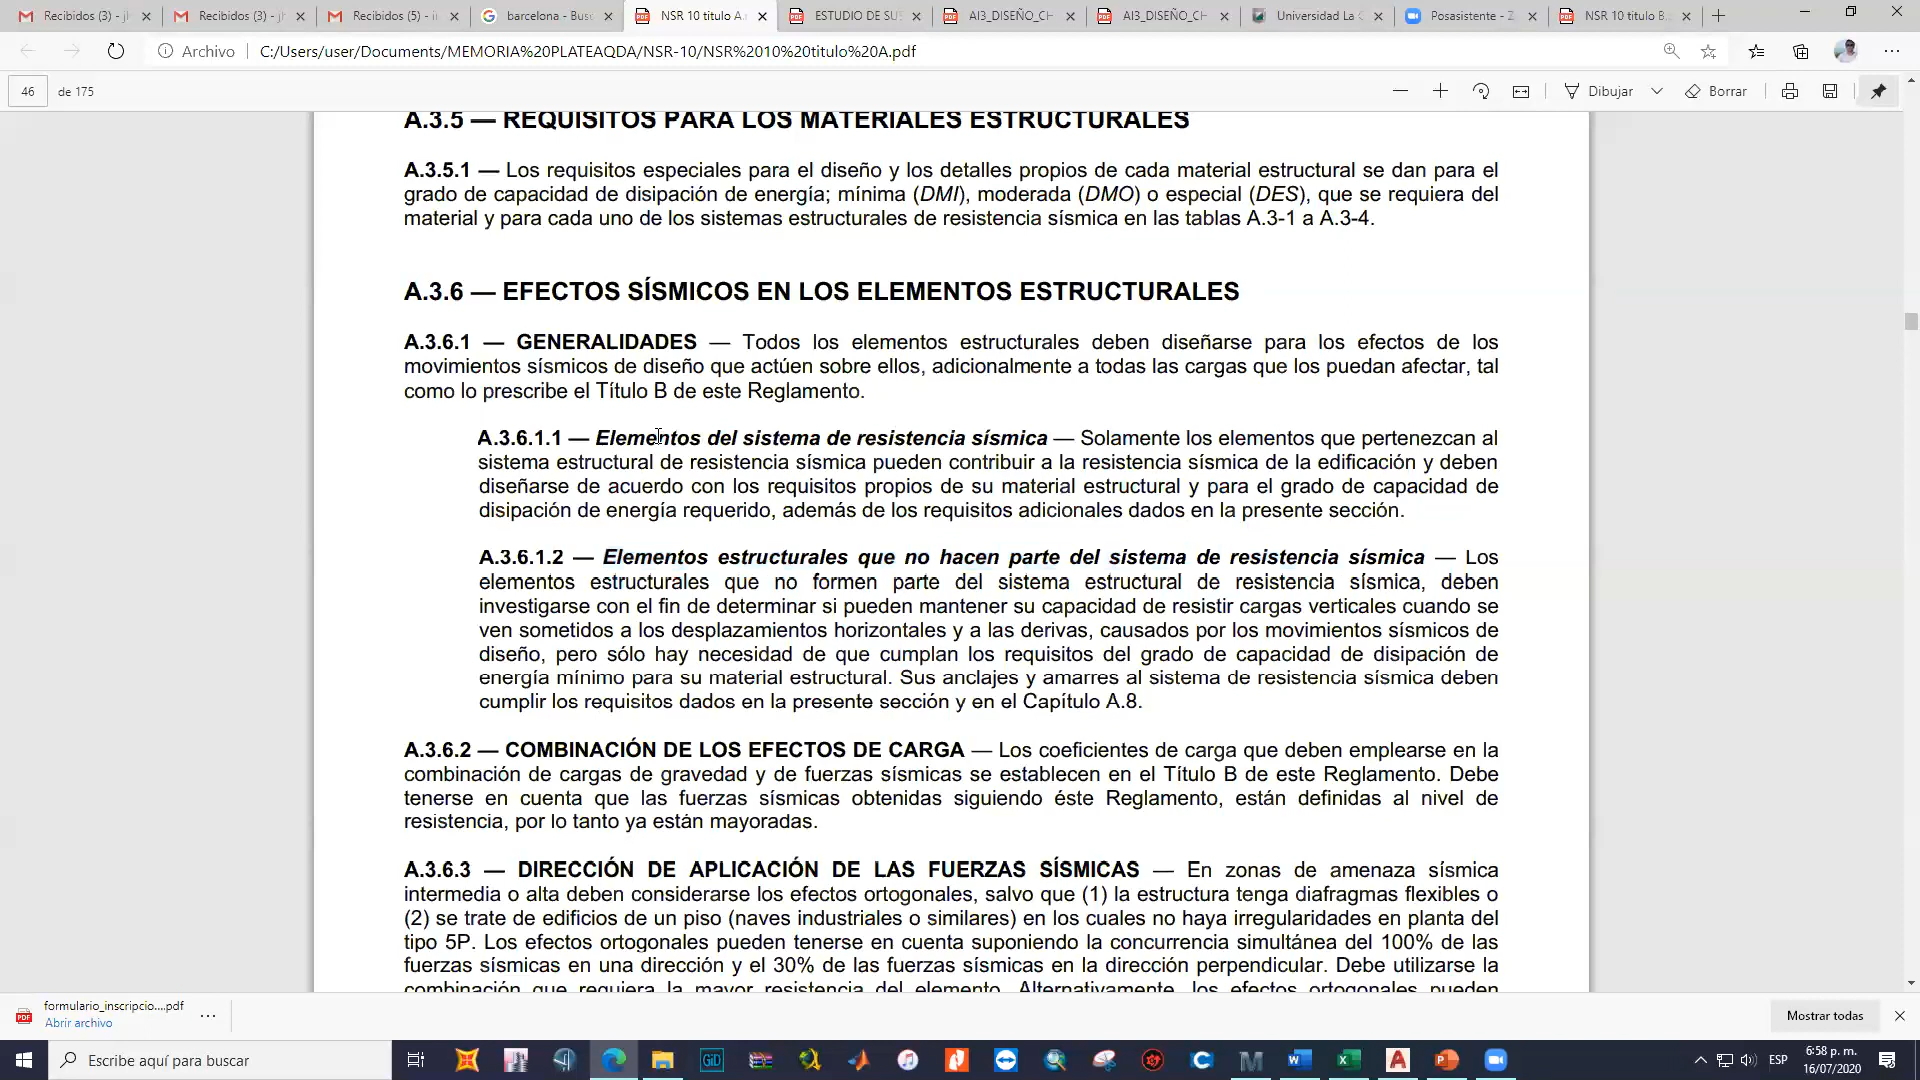 Recibidos (3) - jh
Recibidos (3) - jh
Recibidos (5) - in
barcelona - Busc
NSR 10 titulo A.
ESTUDIO DE SUS
AI3_DISEÑO_CH
AI3_DISEÑO_CH
Universidad La G
Posasistente - Z
NSR 10 titulo B.
Archivo
C:/Users/user/Documents/MEMORIA%20PLATEAQDA/NSR-10/NSR%2010%20titulo%20A.pdf
46 de 175
Dibujar
Borrar
A.3.5 — REQUISITOS PARA LOS MATERIALES ESTRUCTURALES
A.3.5.1 — Los requisitos especiales para el diseño y los detalles propios de cada material estructural se dan para el
grado de capacidad de disipación de energía; mínima (DMI), moderada (DMO) o especial (DES), que se requiera del
material y para cada uno de los sistemas estructurales de resistencia sísmica en las tablas A.3-1 a A.3-4.
A.3.6 — EFECTOS SÍSMICOS EN LOS ELEMENTOS ESTRUCTURALES
A.3.6.1 — GENERALIDADES — Todos los elementos estructurales deben diseñarse para los efectos de los
movimientos sísmicos de diseño que actúen sobre ellos, adicionalmente a todas las cargas que los puedan afectar, tal
como lo prescribe el Título B de este Reglamento.
A.3.6.1.1 — Elementos del sistema de resistencia sísmica — Solamente los elementos que pertenezcan al
sistema estructural de resistencia sísmica pueden contribuir a la resistencia sísmica de la edificación y deben
diseñarse de acuerdo con los requisitos propios de su material estructural y para el grado de capacidad de
disipación de energía requerido, además de los requisitos adicionales dados en la presente sección.
A.3.6.1.2 — Elementos estructurales que no hacen parte del sistema de resistencia sísmica — Los
elementos estructurales que no formen parte del sistema estructural de resistencia sísmica, deben
investigarse con el fin de determinar si pueden mantener su capacidad de resistir cargas verticales cuando se
ven sometidos a los desplazamientos horizontales y a las derivas, causados por los movimientos sísmicos de
diseño, pero sólo hay necesidad de que cumplan los requisitos del grado de capacidad de disipación de
energía mínimo para su material estructural. Sus anclajes y amarres al sistema de resistencia sísmica deben
cumplir los requisitos dados en la presente sección y en el Capítulo A.8.
A.3.6.2 — COMBINACIÓN DE LOS EFECTOS DE CARGA — Los coeficientes de carga que deben emplearse en la
combinación de cargas de gravedad y de fuerzas sísmicas se establecen en el Título B de este Reglamento. Debe
tenerse en cuenta que las fuerzas sísmicas obtenidas siguiendo éste Reglamento, están definidas al nivel de
resistencia, por lo tanto ya están mayoradas.
A.3.6.3 — DIRECCIÓN DE APLICACIÓN DE LAS FUERZAS SÍSMICAS — En zonas de amenaza sísmica
intermedia o alta deben considerarse los efectos ortogonales, salvo que (1) la estructura tenga diafragmas flexibles o
(2) se trate de edificios de un piso (naves industriales o similares) en los cuales no haya irregularidades en planta del
tipo 5P. Los efectos ortogonales pueden tenerse en cuenta suponiendo la concurrencia simultánea del 100% de las
fuerzas sísmicas en una dirección y el 30% de las fuerzas sísmicas en la dirección perpendicular. Debe utilizarse la
combinación que requiera la mayor resistencia del elemento. Alternativamente, los efectos ortogonales pueden
formulario_inscripcio....pdf
Abrir archivo
Mostrar todas
Escribe aquí para buscar
GiD
ESP
6:58 p. m.
16/07/2020